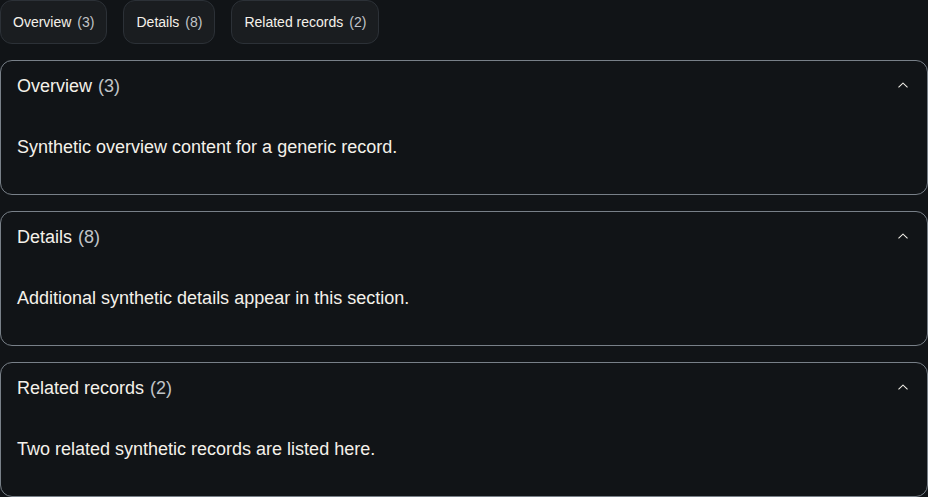 Overview (3) Details (8) Related records (2)
Overview (3)
Synthetic overview content for a generic record.
Details (8)
Additional synthetic details appear in this section.
Related records (2)
Two related synthetic records are listed here.